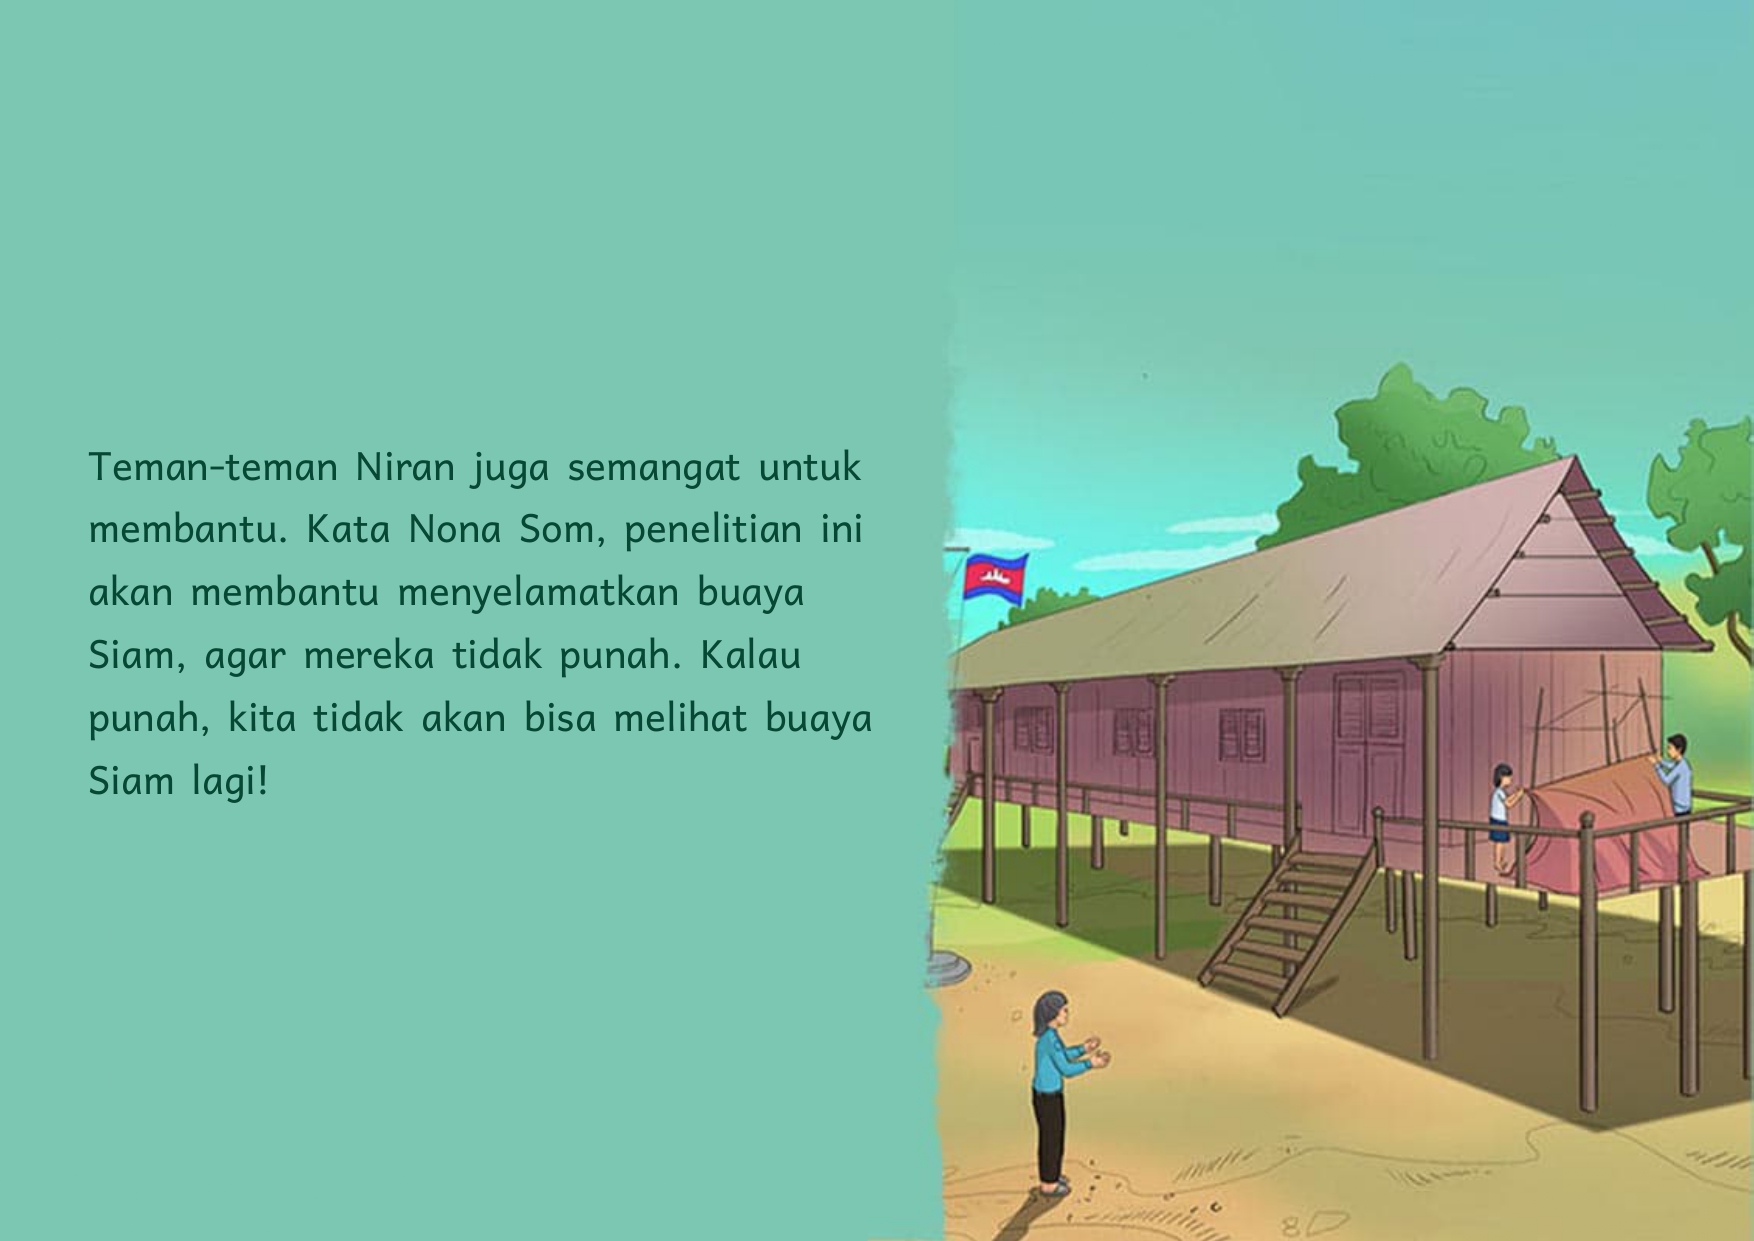 Teman-teman Niran juga semangat untuk
membantu. Kata Nona Som, penelitian ini
akan membantu menyelamatkan buaya
Siam, agar mereka tidak punah. Kalau
punah, kita tidak akan bisa melihat buaya
Siam lagi!